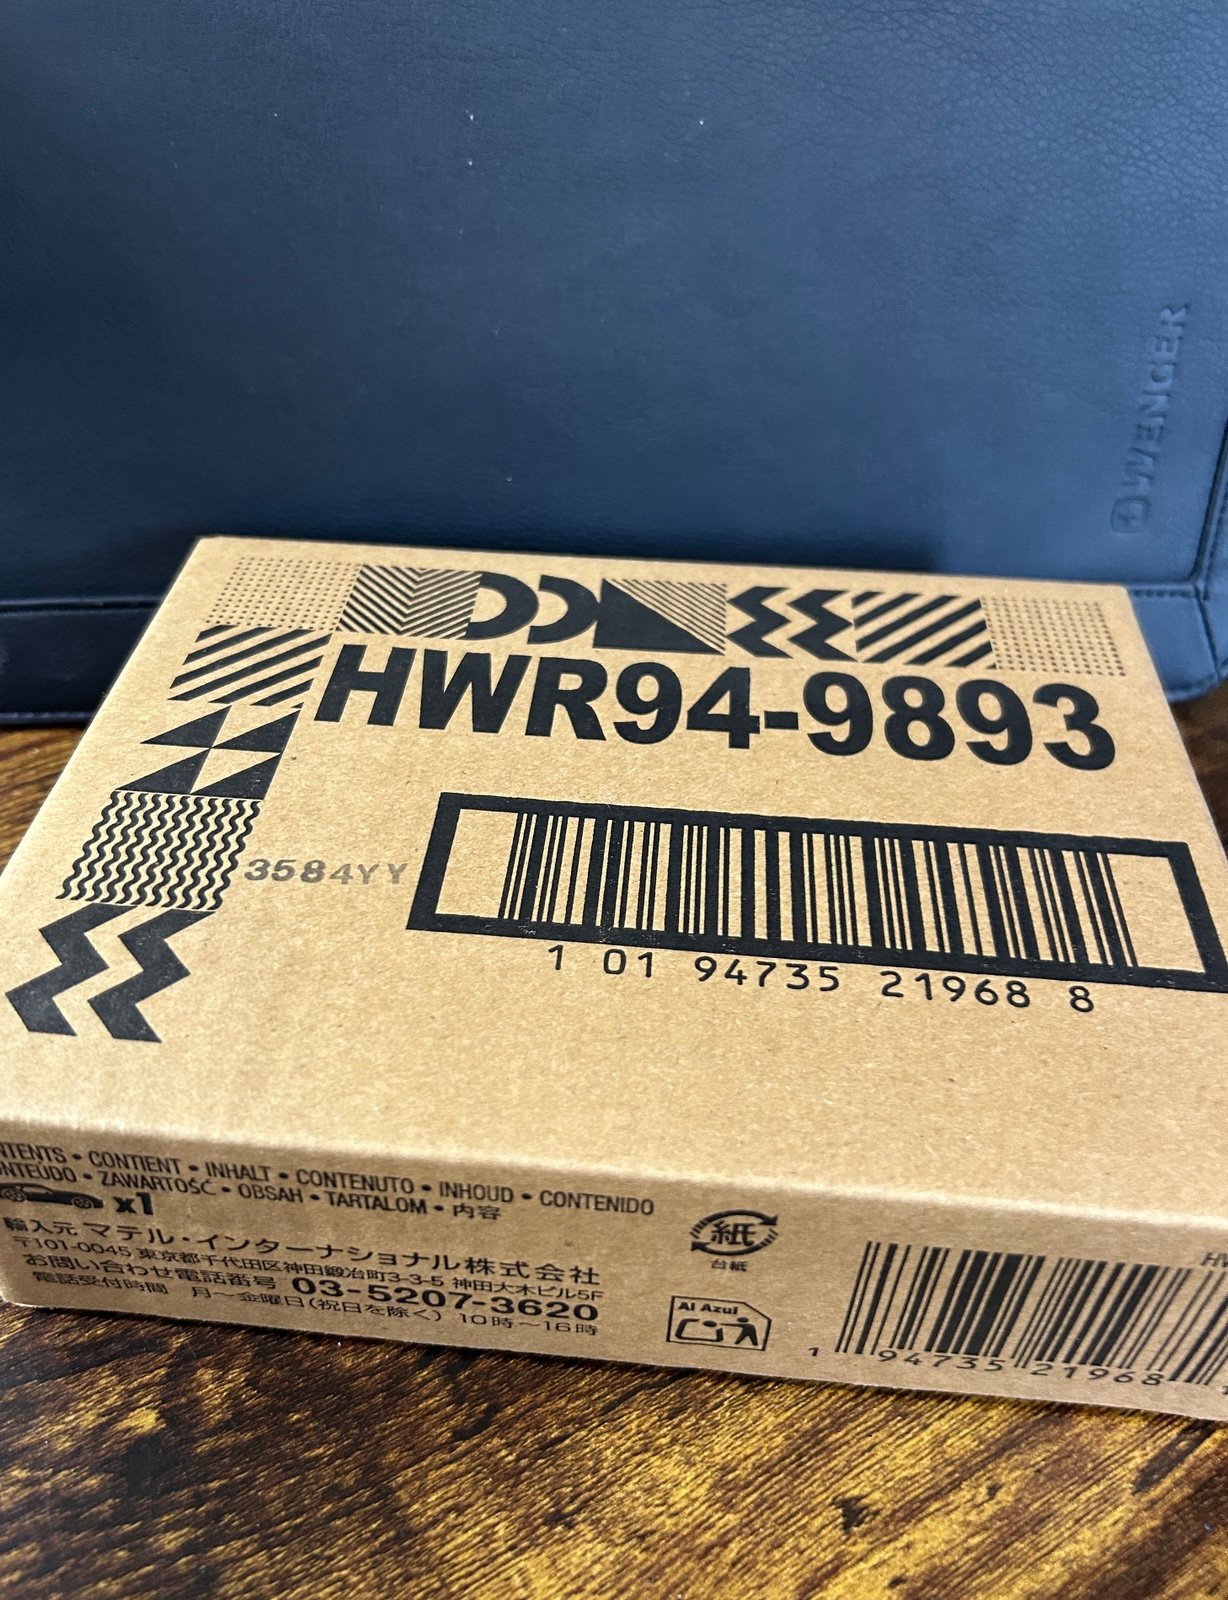 WENGER
HWR94-9893
3584YY
1 01 94735 21968 8
CONTENTS • CONTIENT • INHALT • CONTENUTO • INHOUD • CONTENIDO
CONTEÚDO • ZAWARTOŚĆ • OBSAH • TARTALOM • 内容
x1
輸入元 マテル・インターナショナル株式会社
〒101-0045 東京都千代田区神田鍛冶町3-3-5 神田大木ビル5F
お問い合わせ電話番号 03-5207-3620
電話受付時間 月~金曜日(祝日を除く) 10時~16時
紙
台紙
Al Azul
1 94735 21968